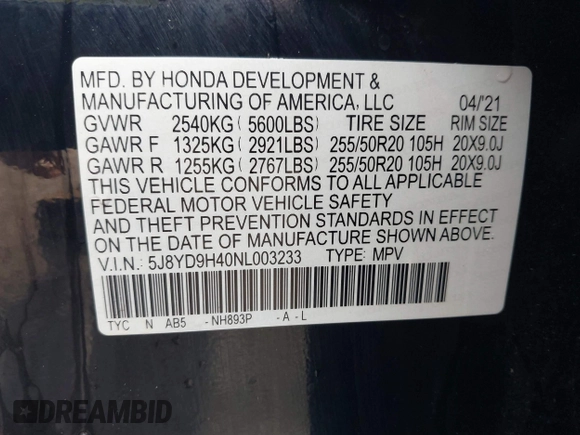 MFD. BY HONDA DEVELOPMENT &
MANUFACTURING OF AMERICA, LLC 04/'21
GVWR 2540KG ( 5600LBS) TIRE SIZE RIM SIZE
GAWR F 1325KG ( 2921LBS) 255/50R20 105H 20X9.0J
GAWR R 1255KG ( 2767LBS) 255/50R20 105H 20X9.0J
THIS VEHICLE CONFORMS TO ALL APPLICABLE
FEDERAL MOTOR VEHICLE SAFETY
AND THEFT PREVENTION STANDARDS IN EFFECT
ON THE DATE OF MANUFACTURE SHOWN ABOVE.
V.I.N.: 5J8YD9H40NL003233 TYPE: MPV
TYC N AB5 -NH893P -A - L
DREAMBID